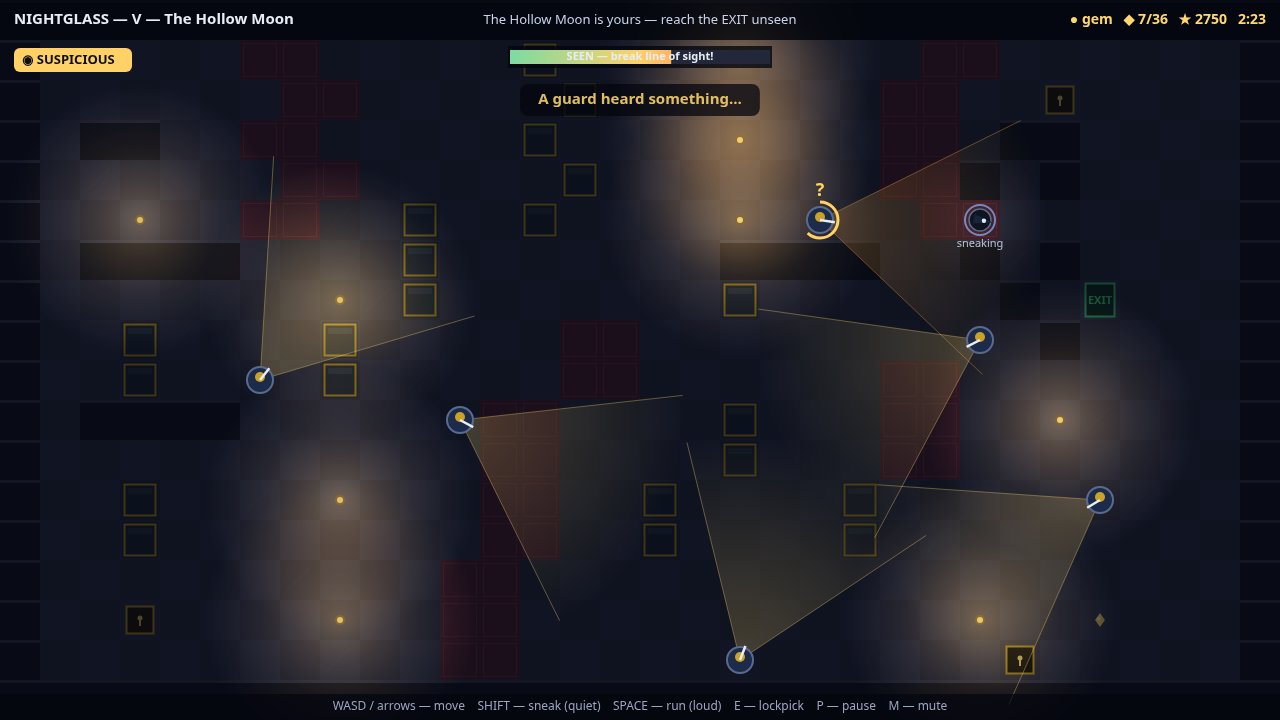 NIGHTGLASS — V — The Hollow Moon
The Hollow Moon is yours — reach the EXIT unseen
● gem ◆ 7/36 ★ 2750 2:23
◉ SUSPICIOUS
SEEN — break line of sight!
A guard heard something…
?
sneaking
EXIT
WASD / arrows — move SHIFT — sneak (quiet) SPACE — run (loud) E — lockpick P — pause M — mute